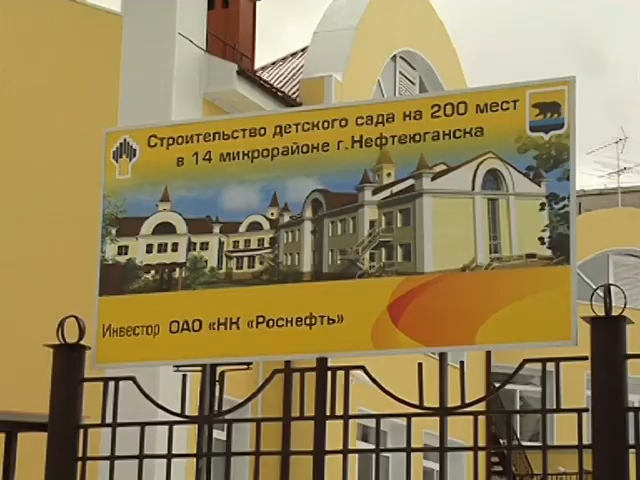 Строительство детского сада на 200 мест
в 14 микрорайоне г.Нефтеюганска
Инвестор ОАО «НК «Роснефть»